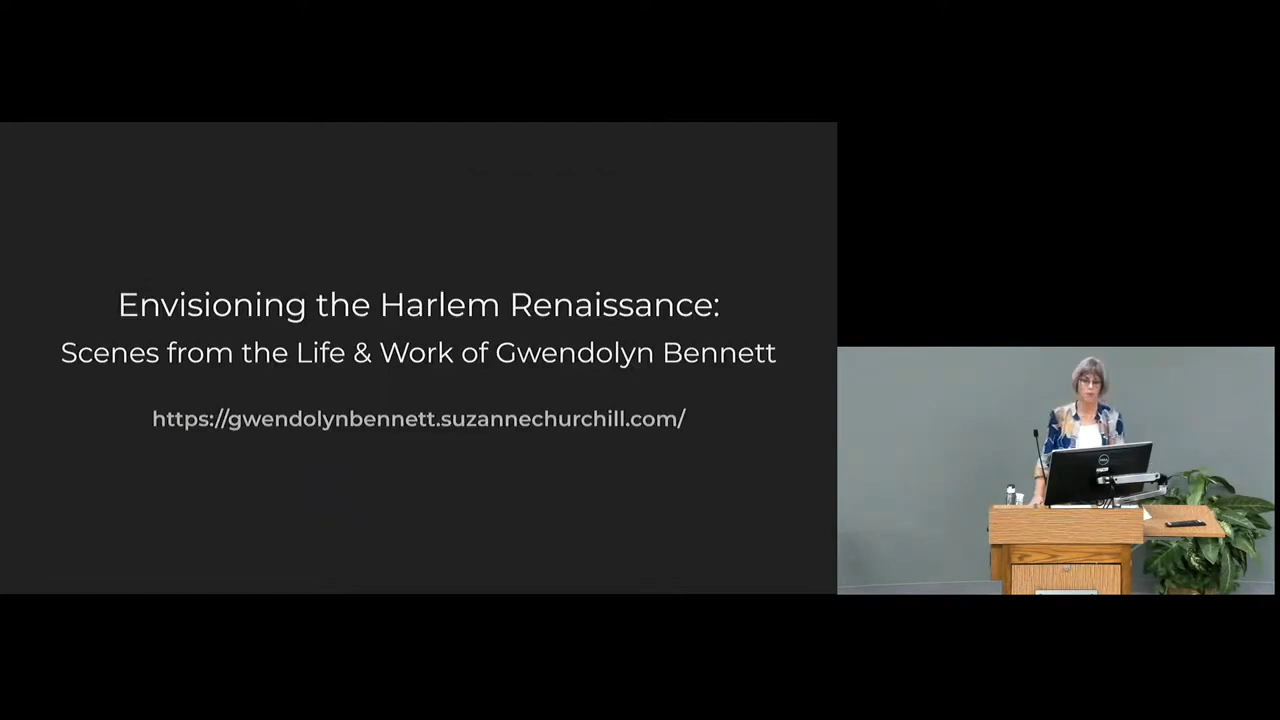 Envisioning the Harlem Renaissance:
Scenes from the Life & Work of Gwendolyn Bennett
https://gwendolynbennett.suzannechurchill.com/